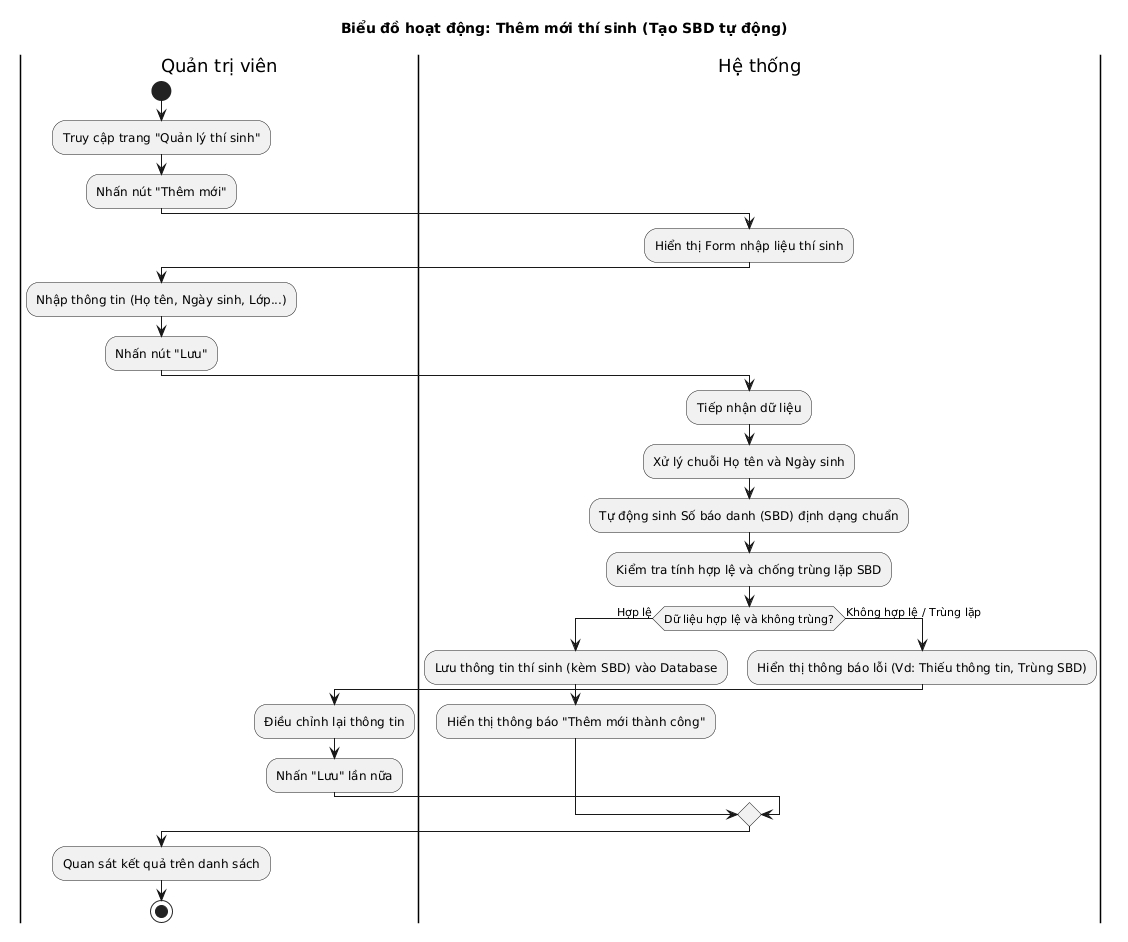 Biểu đồ hoạt động: Thêm mới thí sinh (Tạo SBD tự động)
Quản trị viên
Hệ thống
Truy cập trang "Quản lý thí sinh"
Nhấn nút "Thêm mới"
Hiển thị Form nhập liệu thí sinh
Nhập thông tin (Họ tên, Ngày sinh, Lớp...)
Nhấn nút "Lưu"
Tiếp nhận dữ liệu
Xử lý chuỗi Họ tên và Ngày sinh
Tự động sinh Số báo danh (SBD) định dạng chuẩn
Kiểm tra tính hợp lệ và chống trùng lặp SBD
Hợp lệ
Dữ liệu hợp lệ và không trùng?
Không hợp lệ / Trùng lặp
Lưu thông tin thí sinh (kèm SBD) vào Database
Hiển thị thông báo lỗi (Vd: Thiếu thông tin, Trùng SBD)
Điều chỉnh lại thông tin
Hiển thị thông báo "Thêm mới thành công"
Nhấn "Lưu" lần nữa
Quan sát kết quả trên danh sách